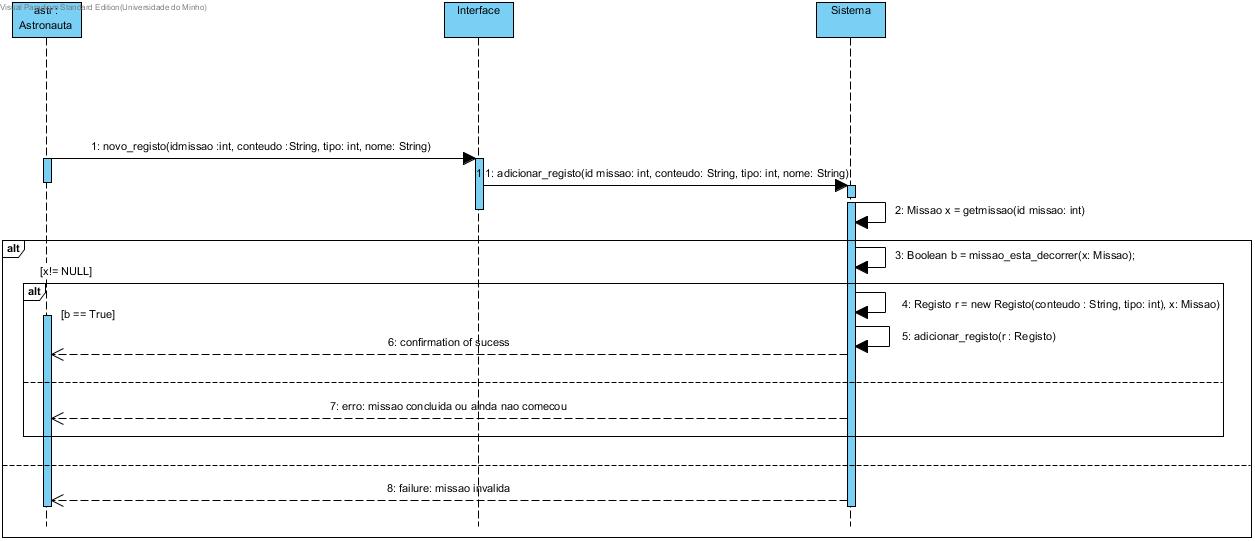 Visual Paradigm Standard Edition(Universidade do Minho)
astr :
Astronauta
Interface
Sistema
1: novo_registo(idmissao :int, conteudo :String, tipo: int, nome: String)
1.1: adicionar_registo(id missao: int, conteudo: String, tipo: int, nome: String)
2: Missao x = getmissao(id missao: int)
alt
3: Boolean b = missao_esta_decorrer(x: Missao);
[x!= NULL]
alt
4: Registo r = new Registo(conteudo : String, tipo: int), x: Missao)
[b == True]
5: adicionar_registo(r : Registo)
6: confirmation of sucess
7: erro: missao concluida ou ainda nao comecou
8: failure: missao invalida